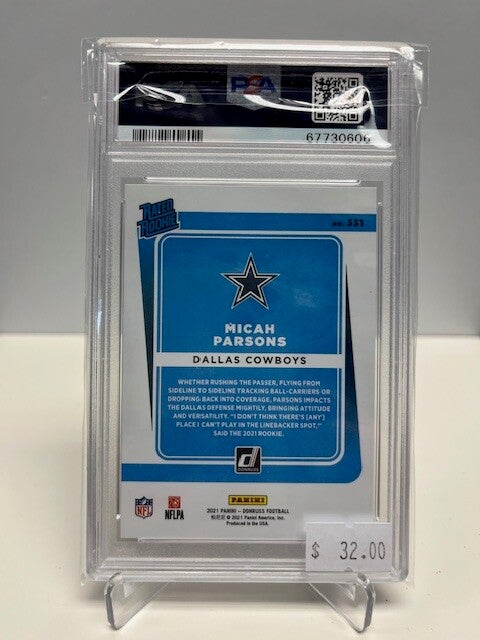 PSA
67730606
RATED
ROOKIE
NO. 331
MICAH
PARSONS
DALLAS COWBOYS
WHETHER RUSHING THE PASSER, FLYING FROM
SIDELINE TO SIDELINE TRACKING BALL-CARRIERS OR
DROPPING BACK INTO COVERAGE, PARSONS IMPACTS
THE DALLAS DEFENSE MIGHTILY, BRINGING ATTITUDE
AND VERSATILITY. "I DON'T THINK THERE'S [ANY]
PLACE I CAN'T PLAY IN THE LINEBACKER SPOT,"
SAID THE 2021 ROOKIE.
DONRUSS
PANINI
NFL
NFLPA
2021 PANINI – DONRUSS FOOTBALL
© 2021 Panini America, Inc.
Produced in the USA.
$ 32.00